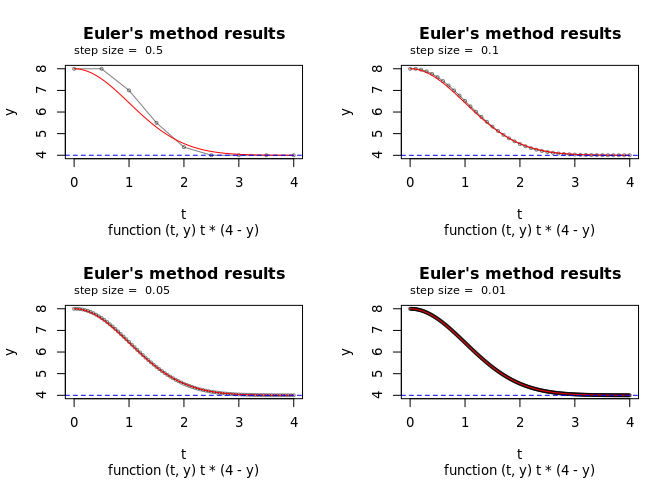 Euler's method results
step size =  0.5
8
7
6
5
4
y
0 1 2 3 4
t
function (t, y) t * (4 - y)
Euler's method results
step size =  0.1
8
7
6
5
4
y
0 1 2 3 4
t
function (t, y) t * (4 - y)
Euler's method results
step size =  0.05
8
7
6
5
4
y
0 1 2 3 4
t
function (t, y) t * (4 - y)
Euler's method results
step size =  0.01
8
7
6
5
4
y
0 1 2 3 4
t
function (t, y) t * (4 - y)